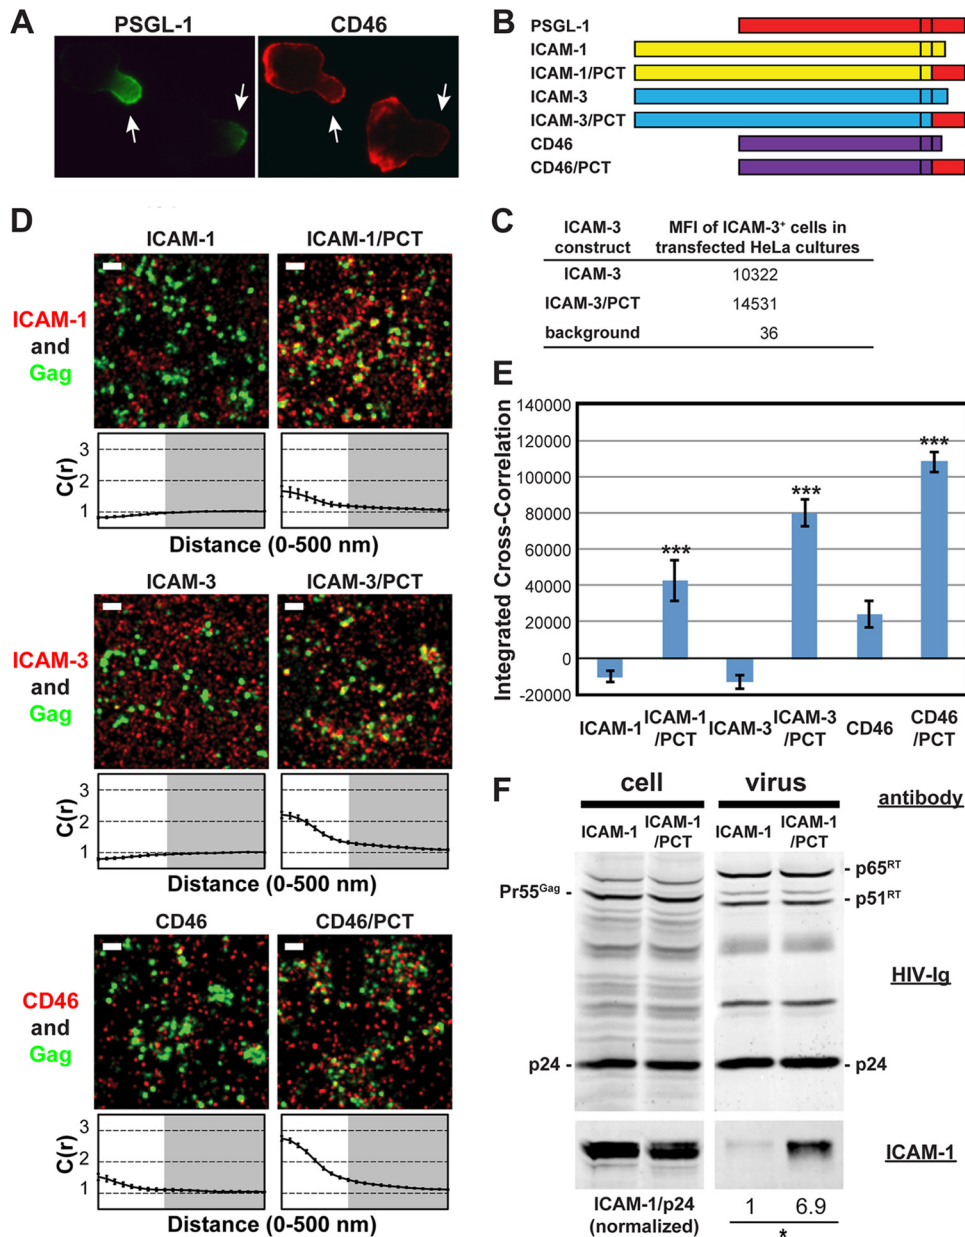 A
PSGL-1 CD46
B
PSGL-1
ICAM-1
ICAM-1/PCT
ICAM-3
ICAM-3/PCT
CD46
CD46/PCT
C
ICAM-3 construct
MFI of ICAM-3+ cells in transfected HeLa cultures
ICAM-3 10322
ICAM-3/PCT 14531
background 36
D
ICAM-1 ICAM-1/PCT
ICAM-1
and
Gag
C(r)
3
2
1
Distance (0-500 nm)
ICAM-3 ICAM-3/PCT
ICAM-3
and
Gag
C(r)
3
2
1
CD46 CD46/PCT
CD46
and
Gag
C(r)
3
2
1
Distance (0-500 nm)
E
Integrated Cross-Correlation
140000
120000
100000
80000
60000
40000
20000
0
-20000
***
***
***
ICAM-1
ICAM-1 /PCT
ICAM-3
ICAM-3 /PCT
CD46
CD46 /PCT
F
cell virus
antibody
ICAM-1 ICAM-1 /PCT ICAM-1 ICAM-1 /PCT
Pr55Gag -
- p65RT
- p51RT
HIV-Ig
p24 -
- p24
ICAM-1
ICAM-1/p24 (normalized)
1 6.9
*